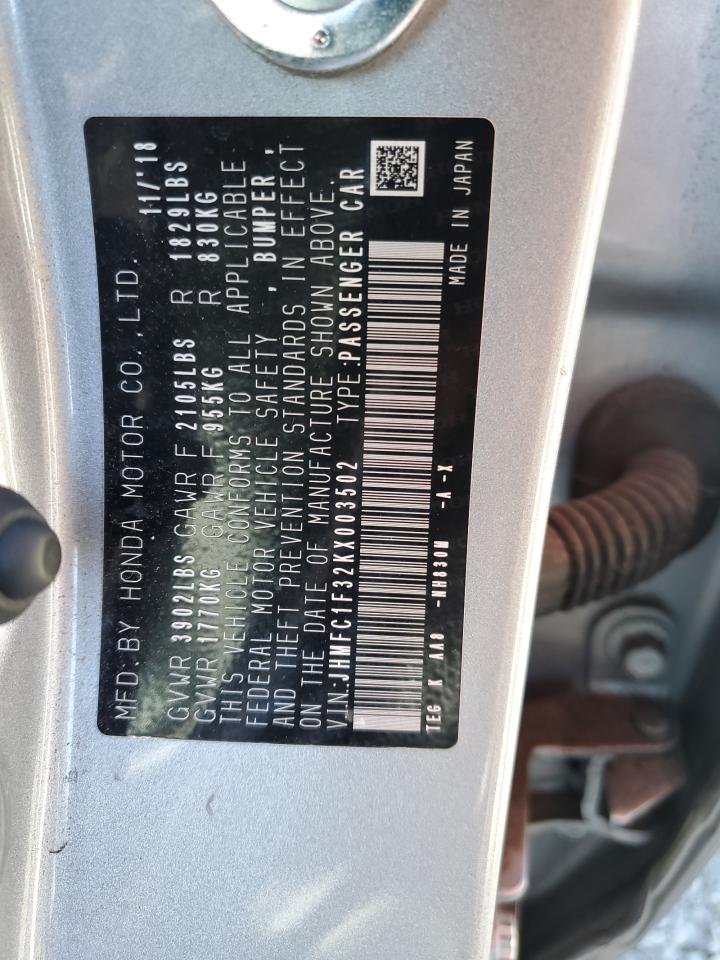 MFD. BY HONDA MOTOR CO., LTD. 11/'18
GVWR 3902LBS GAWR F 2105LBS R 1829LBS
GVWR 1770KG GAWR F 955KG R 830KG
THIS VEHICLE CONFORMS TO ALL APPLICABLE
FEDERAL MOTOR VEHICLE SAFETY , BUMPER ,
AND THEFT PREVENTION STANDARDS IN EFFECT
ON THE DATE OF MANUFACTURE SHOWN ABOVE.
VIN:JHMFC1F32KX003502 TYPE:PASSENGER CAR
TEG K AA8 -NH830M -A -X MADE IN JAPAN